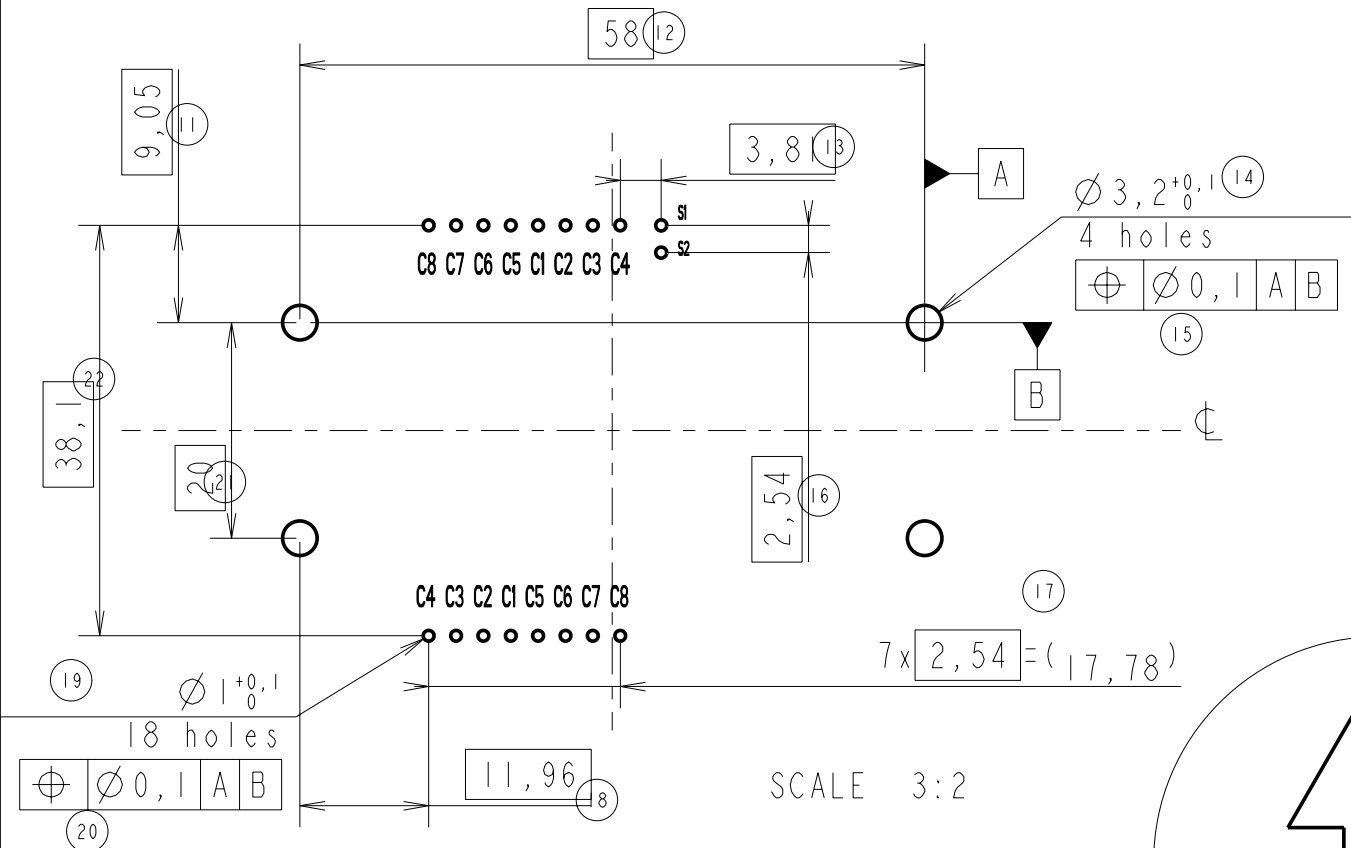 58 12
9,05 11
3,81 13
A
Ø3,2 +0,1 0 14
4 holes
⌖ Ø0,1 A B
15
S1
S2
C8 C7 C6 C5 C1 C2 C3 C4
B
22
38,1
20 21
℄
2,54 16
C4 C3 C2 C1 C5 C6 C7 C8
17
7x 2,54 =(17,78)
19
Ø1 +0,1 0
18 holes
⌖ Ø0,1 A B
20
11,96 18
SCALE 3:2